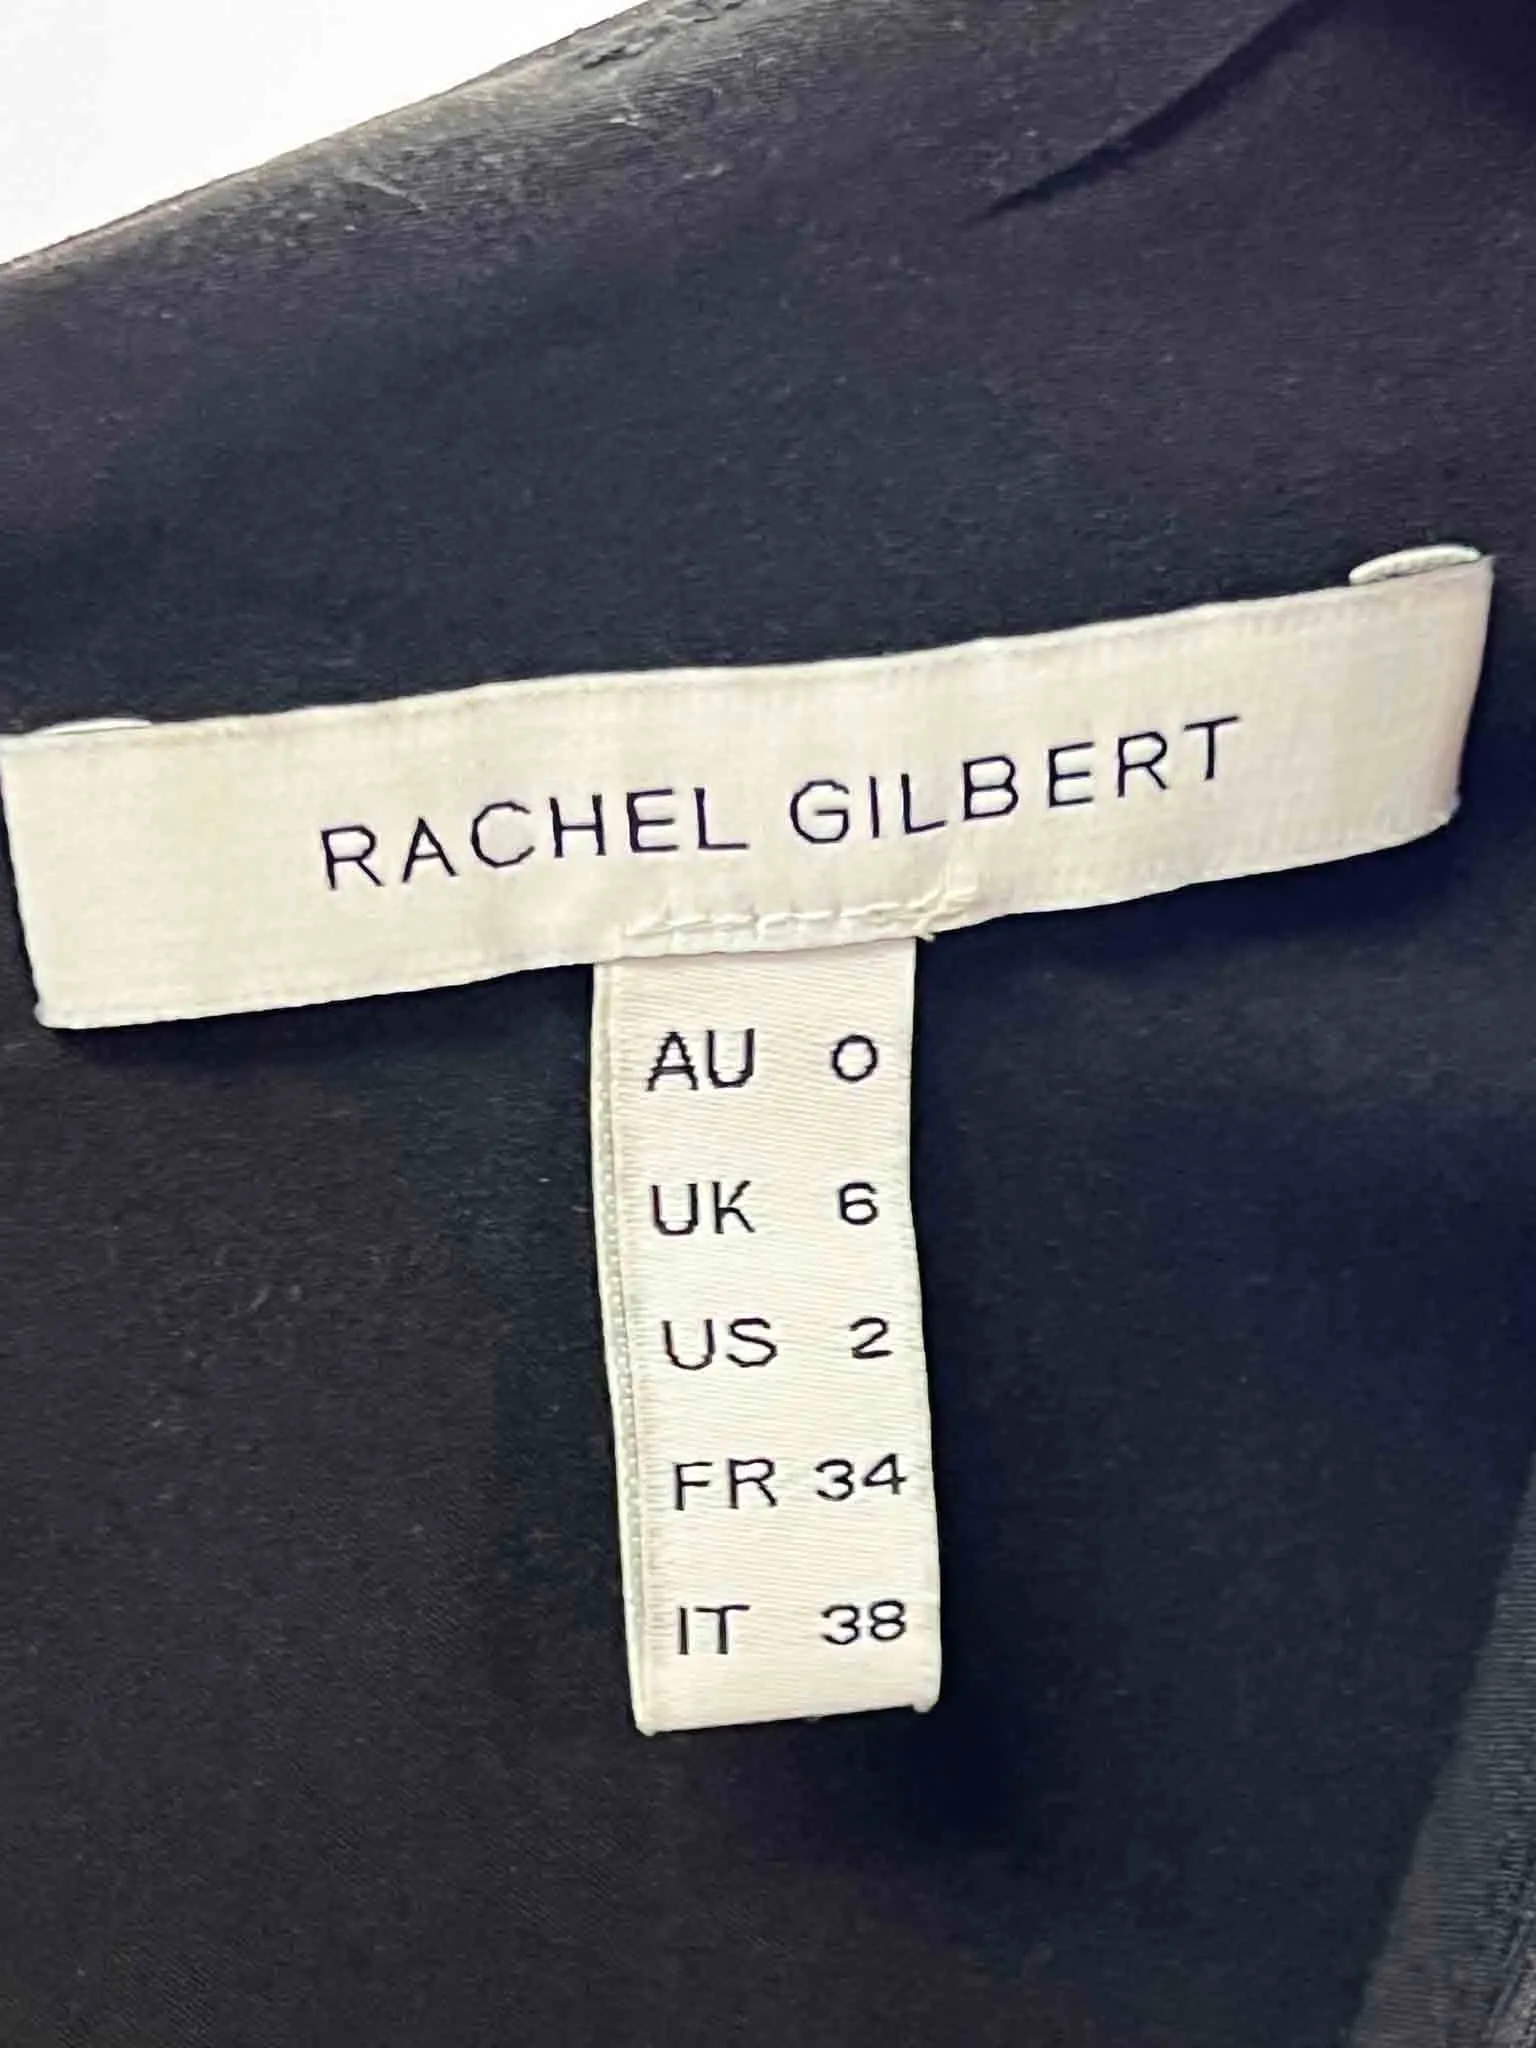 RACHEL GILBERT
AU 0
UK 6
US 2
FR 34
IT 38